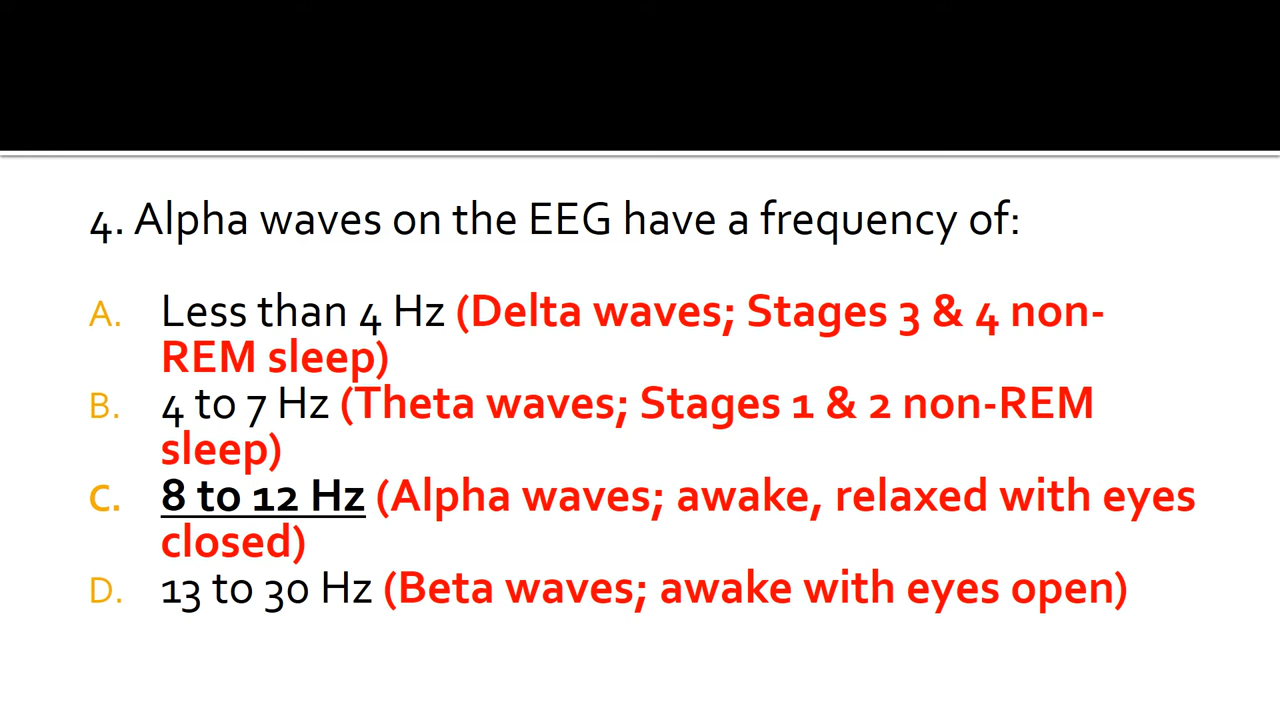 4. Alpha waves on the EEG have a frequency of:
A. Less than 4 Hz (Delta waves; Stages 3 & 4 non-
REM sleep)
B. 4 to 7 Hz (Theta waves; Stages 1 & 2 non-REM
sleep)
C. 8 to 12 Hz (Alpha waves; awake, relaxed with eyes
closed)
D. 13 to 30 Hz (Beta waves; awake with eyes open)